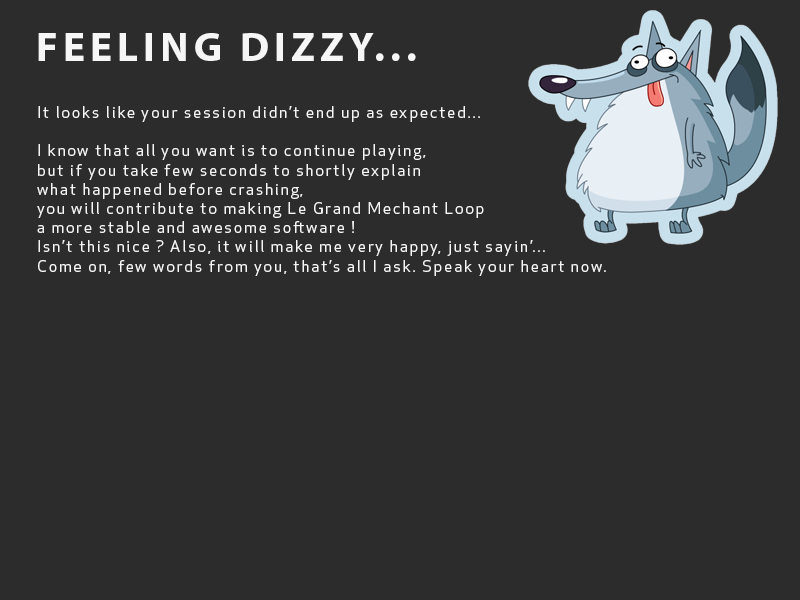 FEELING DIZZY...
It looks like your session didn't end up as expected...
I know that all you want is to continue playing,
but if you take few seconds to shortly explain
what happened before crashing,
you will contribute to making Le Grand Mechant Loop
a more stable and awesome software !
Isn't this nice ? Also, it will make me very happy, just sayin'...
Come on, few words from you, that's all I ask. Speak your heart now.